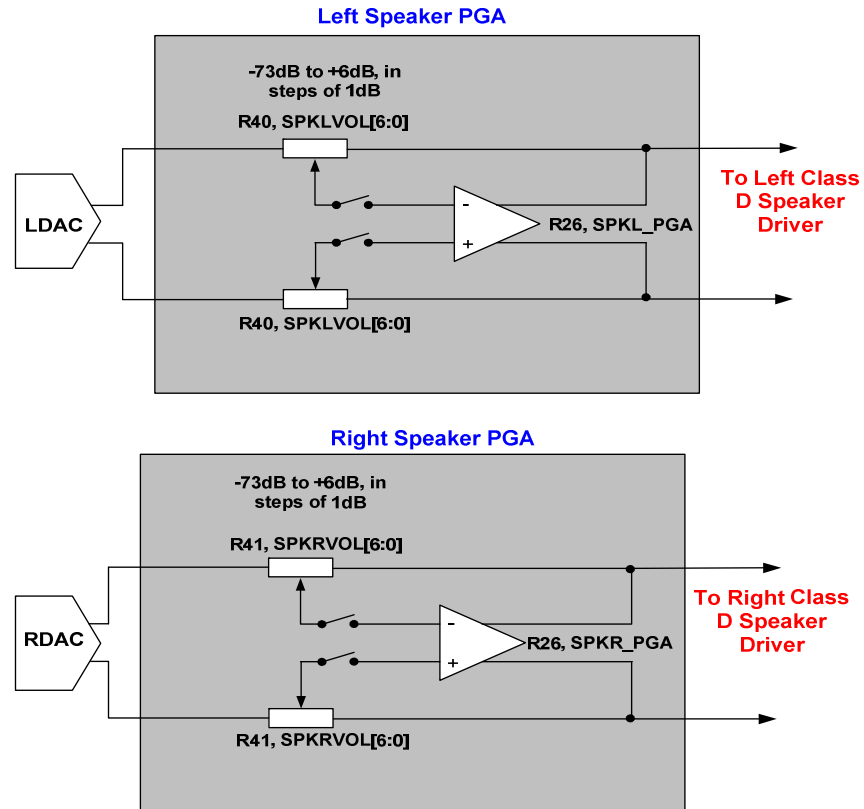 Left Speaker PGA
-73dB to +6dB, in
steps of 1dB
R40, SPKLVOL[6:0]
LDAC
-
+
R26, SPKL_PGA
To Left Class
D Speaker
Driver
R40, SPKLVOL[6:0]
Right Speaker PGA
-73dB to +6dB, in
steps of 1dB
R41, SPKRVOL[6:0]
RDAC
-
+
R26, SPKR_PGA
To Right Class
D Speaker
Driver
R41, SPKRVOL[6:0]